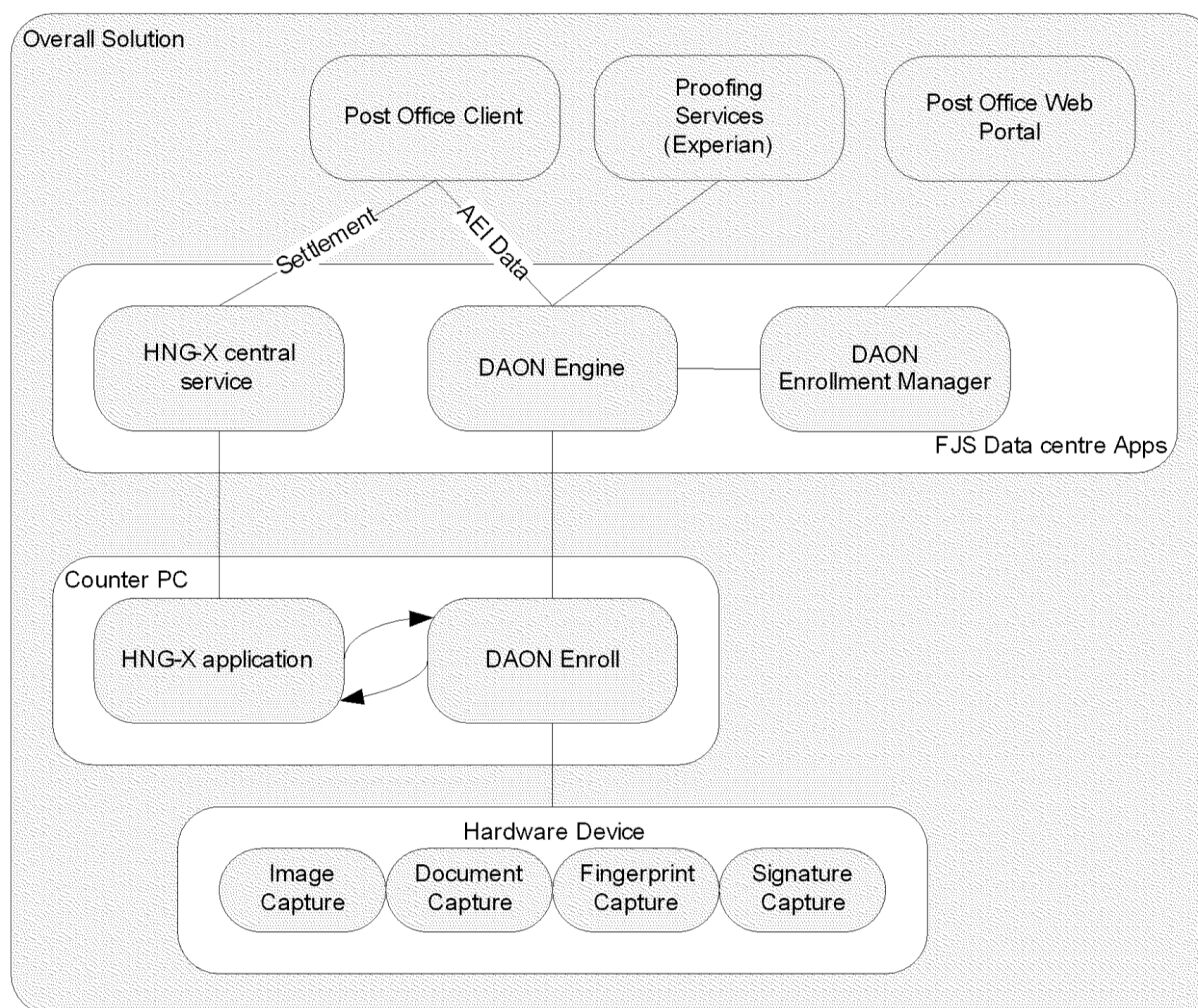 Overall Solution
Post Office Client
Proofing
Services
(Experian)
Post Office Web
Portal
Settlement
AEI Data
HNG-X central
service
DAON Engine
DAON
Enrollment Manager
FJS Data centre Apps
Counter PC
HNG-X application
DAON Enroll
Hardware Device
Image
Capture
Document
Capture
Fingerprint
Capture
Signature
Capture